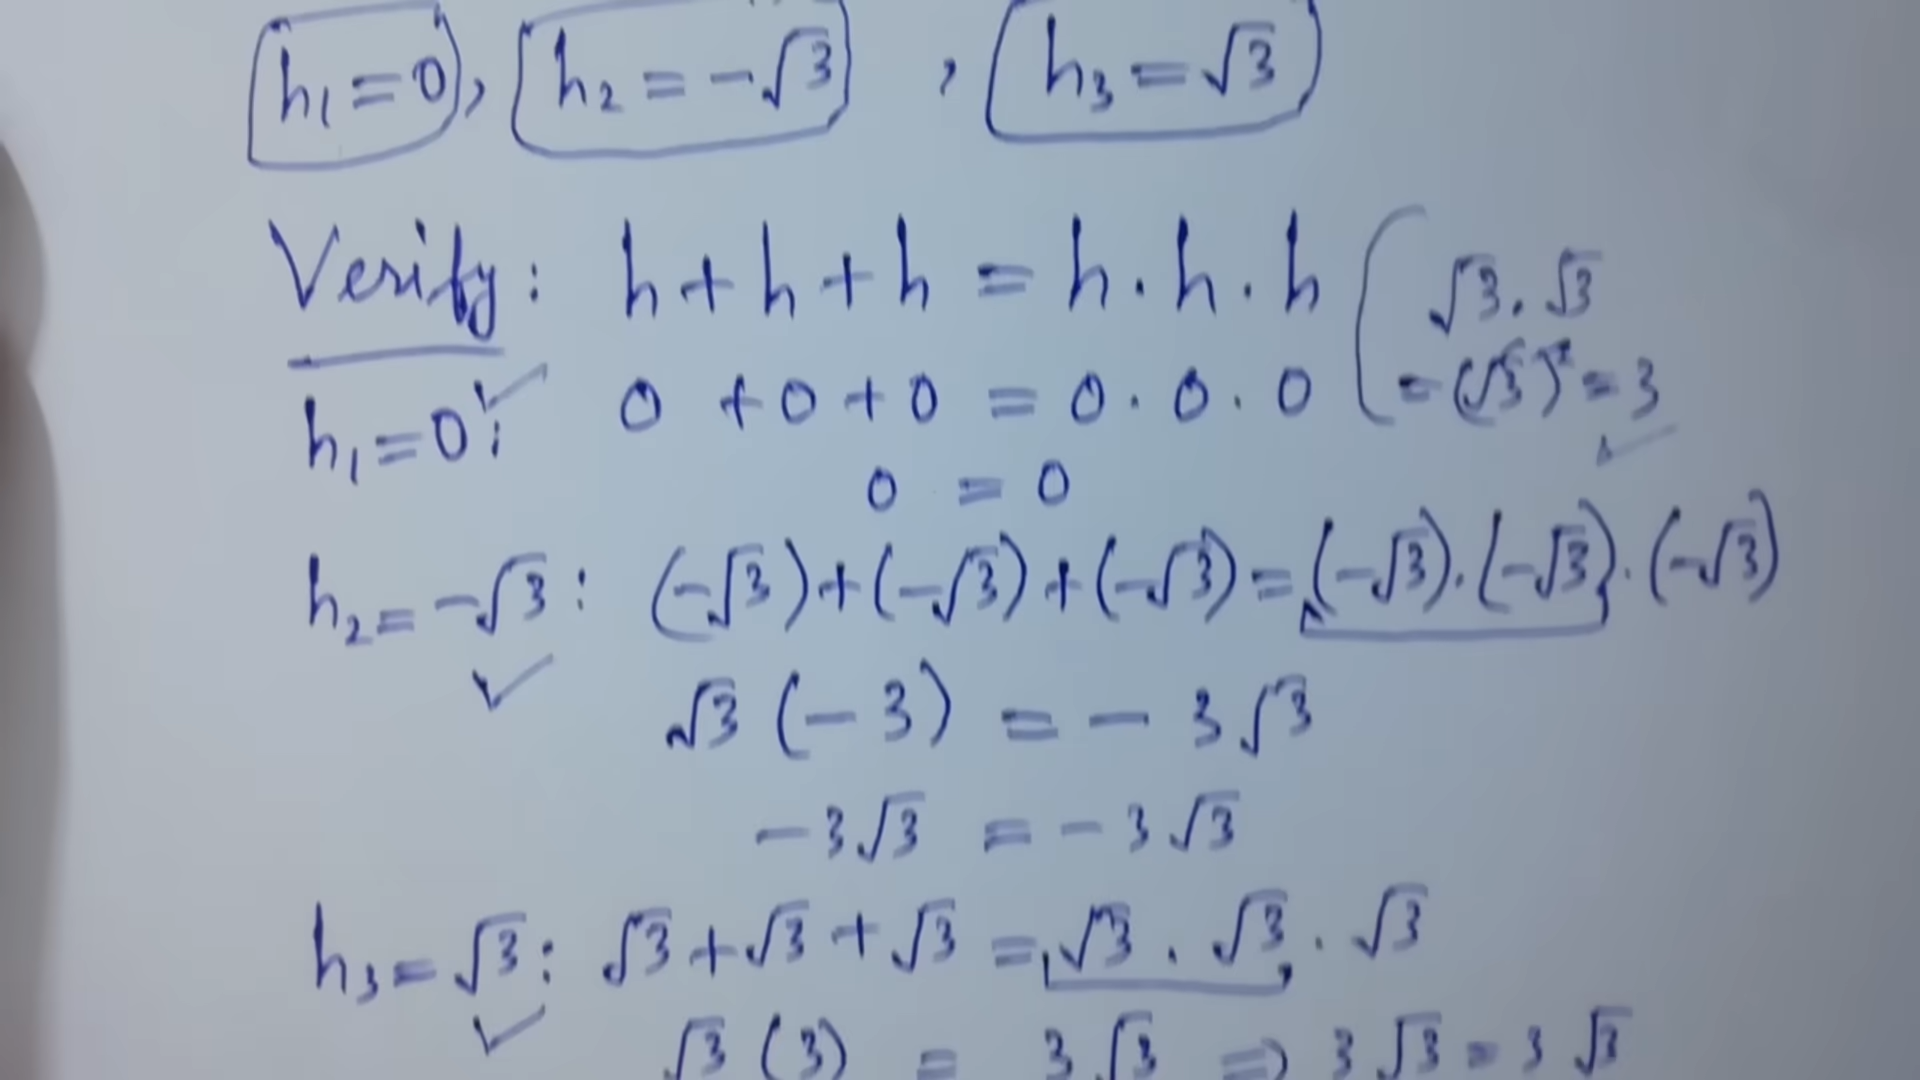 h₁ = 0, h₂ = -√3 , h₃ = √3
Verify: h + h + h = h . h . h
√3 . √3
= (√3)² = 3 ✓
h₁ = 0: ✓ 0 + 0 + 0 = 0 . 0 . 0
0 = 0
h₂ = -√3 : (-√3) + (-√3) + (-√3) = (-√3) . (-√3) . (-√3)
✓ √3 (-3) = - 3√3
-3√3 = -3√3
h₃ = √3 : √3 + √3 + √3 = √3 . √3 . √3
✓ √3 (3) = 3√3 ⇒ 3√3 = 3√3